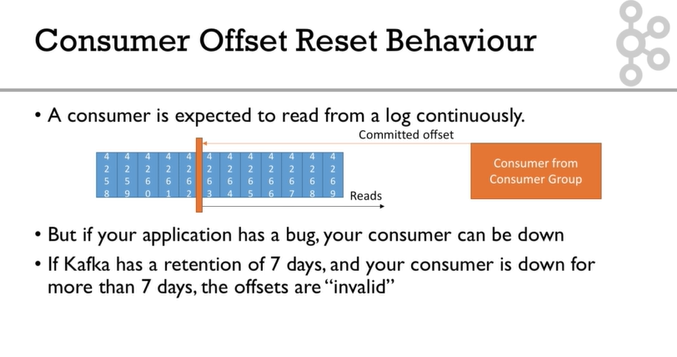 Consumer Offset Reset Behaviour
• A consumer is expected to read from a log continuously.
Committed offset
4258 4259 4260 4261 4262 4263 4264 4265 4266 4267 4268 4269
Consumer from
Consumer Group
Reads
• But if your application has a bug, your consumer can be down
• If Kafka has a retention of 7 days, and your consumer is down for
more than 7 days, the offsets are “invalid”